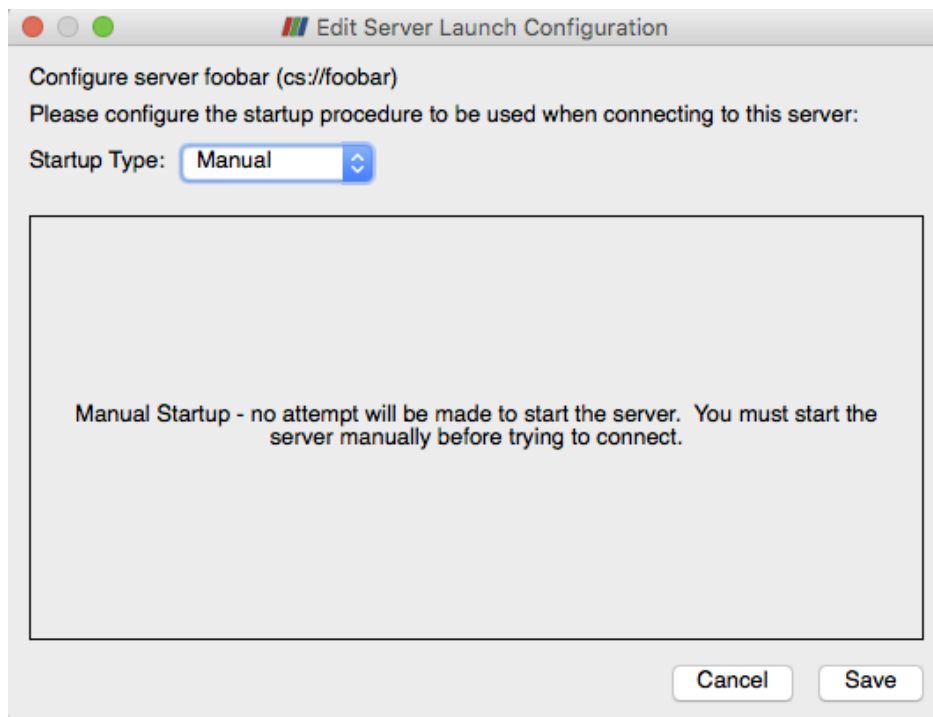 Edit Server Launch Configuration
Configure server foobar (cs://foobar)
Please configure the startup procedure to be used when connecting to this server:
Startup Type: Manual
Manual Startup - no attempt will be made to start the server.  You must start the
server manually before trying to connect.
Cancel Save